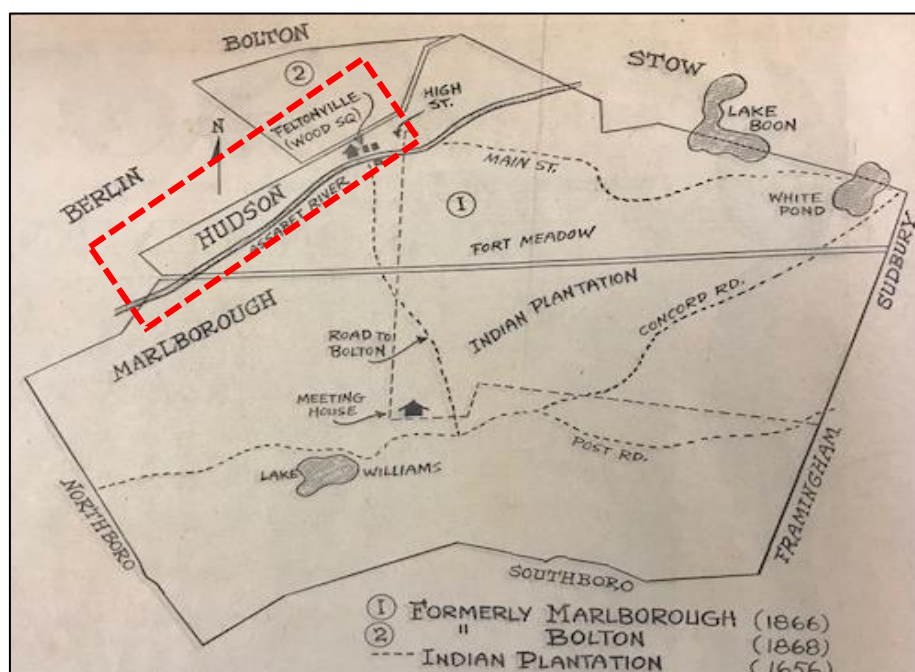 BOLTON
2
STOW
N
FELTONVILLE
(WOOD SQ)
HIGH
ST.
LAKE
BOON
BERLIN
MAIN ST.
HUDSON
ASSABET RIVER
1
WHITE
POND
FORT MEADOW
SUDBURY
MARLBOROUGH
INDIAN PLANTATION
CONCORD RD.
ROAD TO
BOLTON
MEETING
HOUSE
POST RD.
LAKE WILLIAMS
NORTHBORO
FRAMINGHAM
SOUTHBORO
1 FORMERLY MARLBOROUGH (1866)
2 " BOLTON (1868)
----- INDIAN PLANTATION (1656)